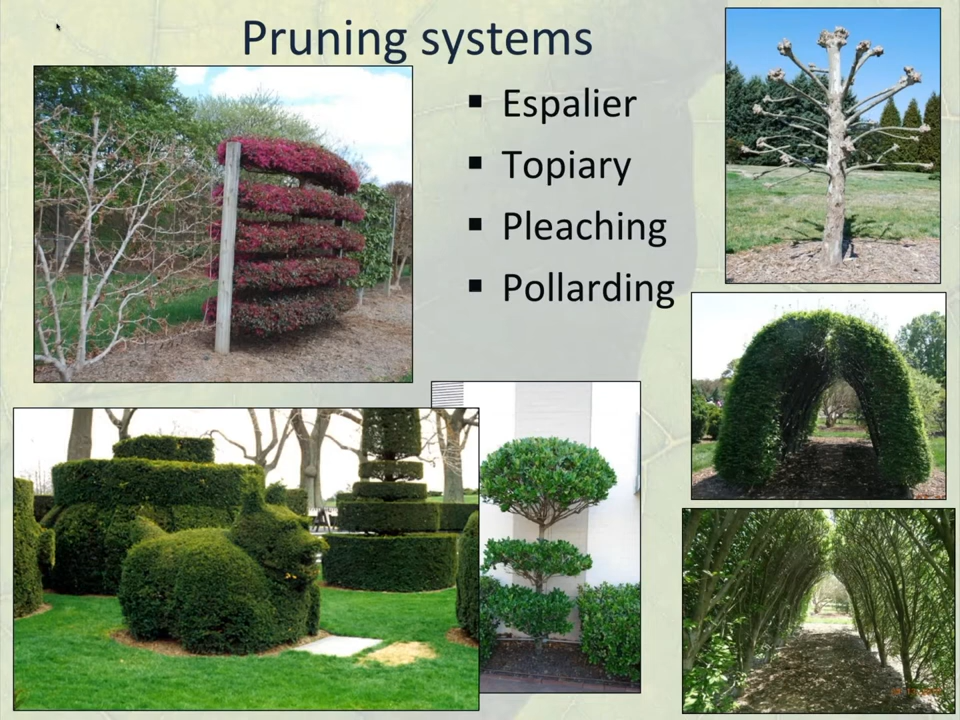 Pruning systems
▪ Espalier
▪ Topiary
▪ Pleaching
▪ Pollarding